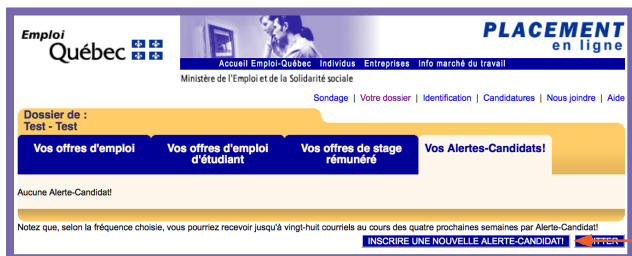 Emploi
Québec
PLACEMENT
en ligne
Accueil Emploi-Québec Individus Entreprises Info marché du travail
Ministère de l'Emploi et de la Solidarité sociale
Sondage | Votre dossier | Identification | Candidatures | Nous joindre | Aide
Dossier de :
Test - Test
Vos offres d'emploi
Vos offres d'emploi
d'étudiant
Vos offres de stage
rémunéré
Vos Alertes-Candidats!
Aucune Alerte-Candidat!
Notez que, selon la fréquence choisie, vous pourriez recevoir jusqu'à vingt-huit courriels au cours des quatre prochaines semaines par Alerte-Candidat!
INSCRIRE UNE NOUVELLE ALERTE-CANDIDAT!